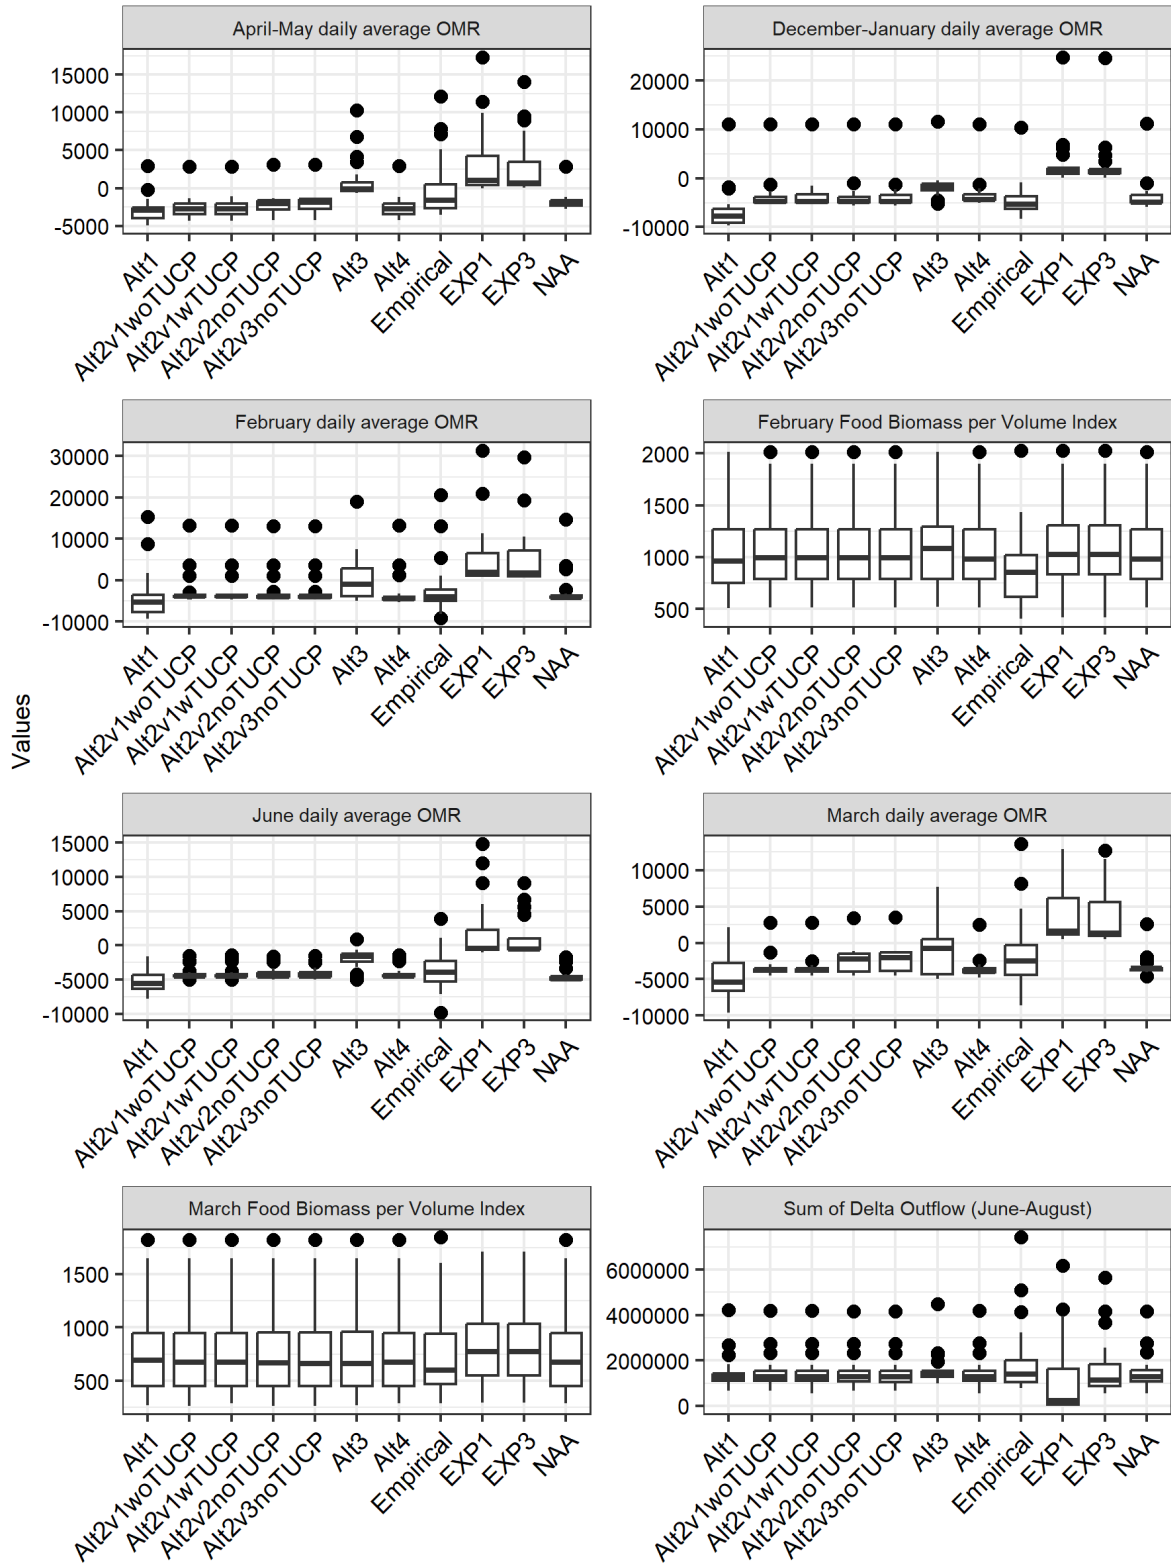 Values
April-May daily average OMR
15000
10000
5000
0
-5000
Alt1
Alt2v1woTUCP
Alt2v1wTUCP
Alt2v2noTUCP
Alt2v3noTUCP
Alt3
Alt4
Empirical
EXP1
EXP3
NAA
December-January daily average OMR
20000
10000
0
-10000
Alt1
Alt2v1woTUCP
Alt2v1wTUCP
Alt2v2noTUCP
Alt2v3noTUCP
Alt3
Alt4
Empirical
EXP1
EXP3
NAA
February daily average OMR
30000
20000
10000
0
-10000
Alt1
Alt2v1woTUCP
Alt2v1wTUCP
Alt2v2noTUCP
Alt2v3noTUCP
Alt3
Alt4
Empirical
EXP1
EXP3
NAA
February Food Biomass per Volume Index
2000
1500
1000
500
Alt1
Alt2v1woTUCP
Alt2v1wTUCP
Alt2v2noTUCP
Alt2v3noTUCP
Alt3
Alt4
Empirical
EXP1
EXP3
NAA
June daily average OMR
15000
10000
5000
0
-5000
-10000
Alt1
Alt2v1woTUCP
Alt2v1wTUCP
Alt2v2noTUCP
Alt2v3noTUCP
Alt3
Alt4
Empirical
EXP1
EXP3
NAA
March daily average OMR
10000
5000
0
-5000
-10000
Alt1
Alt2v1woTUCP
Alt2v1wTUCP
Alt2v2noTUCP
Alt2v3noTUCP
Alt3
Alt4
Empirical
EXP1
EXP3
NAA
March Food Biomass per Volume Index
1500
1000
500
Alt1
Alt2v1woTUCP
Alt2v1wTUCP
Alt2v2noTUCP
Alt2v3noTUCP
Alt3
Alt4
Empirical
EXP1
EXP3
NAA
Sum of Delta Outflow (June-August)
6000000
4000000
2000000
0
Alt1
Alt2v1woTUCP
Alt2v1wTUCP
Alt2v2noTUCP
Alt2v3noTUCP
Alt3
Alt4
Empirical
EXP1
EXP3
NAA